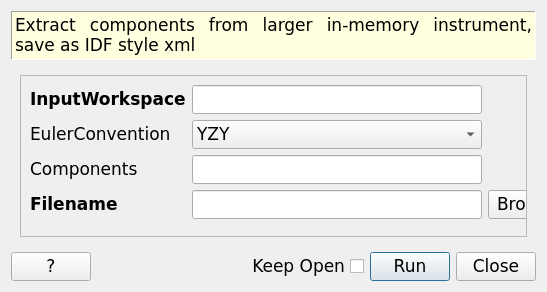 Extract components from larger in-memory instrument,
save as IDF style xml
InputWorkspace
EulerConvention YZY
Components
Filename Bro
? Keep Open Run Close